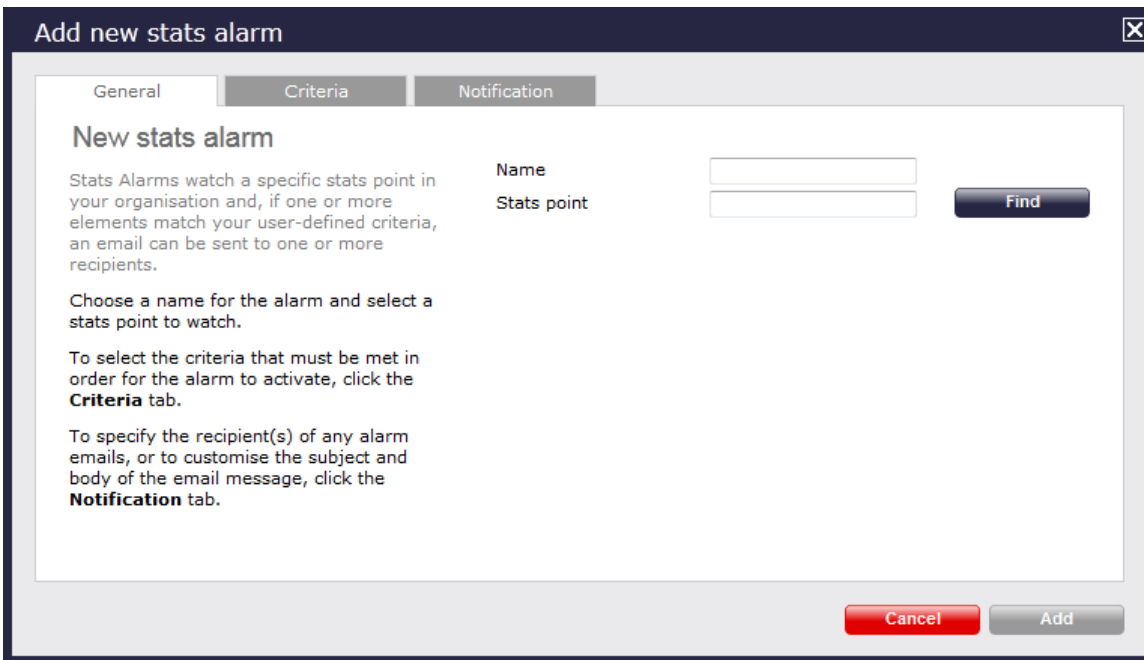 Add new stats alarm
General
Criteria
Notification
New stats alarm
Stats Alarms watch a specific stats point in
your organisation and, if one or more
elements match your user-defined criteria,
an email can be sent to one or more
recipients.
Choose a name for the alarm and select a
stats point to watch.
To select the criteria that must be met in
order for the alarm to activate, click the
Criteria tab.
To specify the recipient(s) of any alarm
emails, or to customise the subject and
body of the email message, click the
Notification tab.
Name
Stats point
Find
Cancel
Add